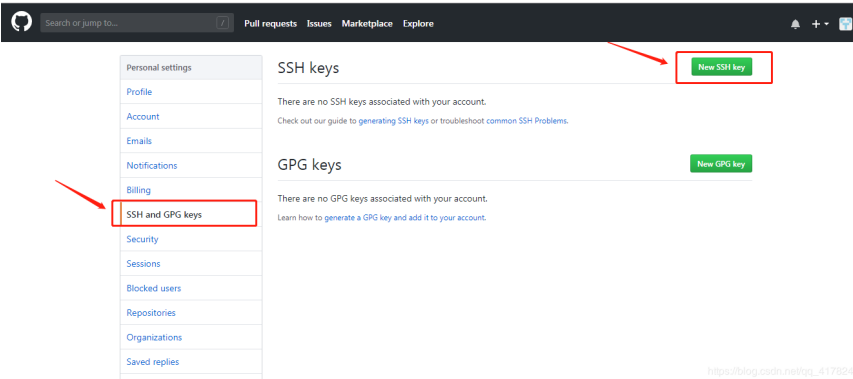 Search or jump to... /
Pull requests Issues Marketplace Explore
Personal settings
Profile
Account
Emails
Notifications
Billing
SSH and GPG keys
Security
Sessions
Blocked users
Repositories
Organizations
Saved replies
SSH keys
New SSH key
There are no SSH keys associated with your account.
Check out our guide to generating SSH keys or troubleshoot common SSH Problems.
GPG keys
New GPG key
There are no GPG keys associated with your account.
Learn how to generate a GPG key and add it to your account.
https://blog.csdn.net/qq_417824